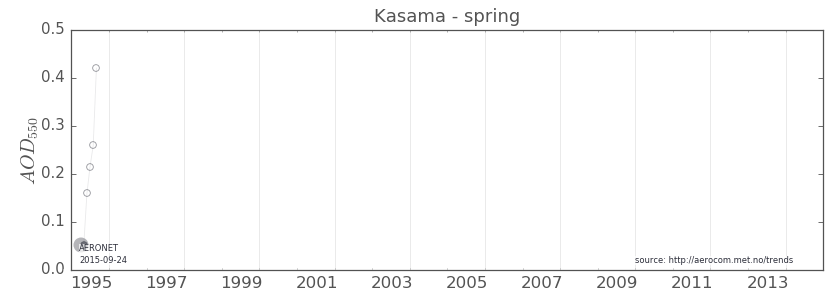 Kasama - spring
0.5
0.4
0.3
0.2
0.1
0.0
AOD550
AERONET
2015-09-24
source: http://aerocom.met.no/trends
1995 1997 1999 2001 2003 2005 2007 2009 2011 2013